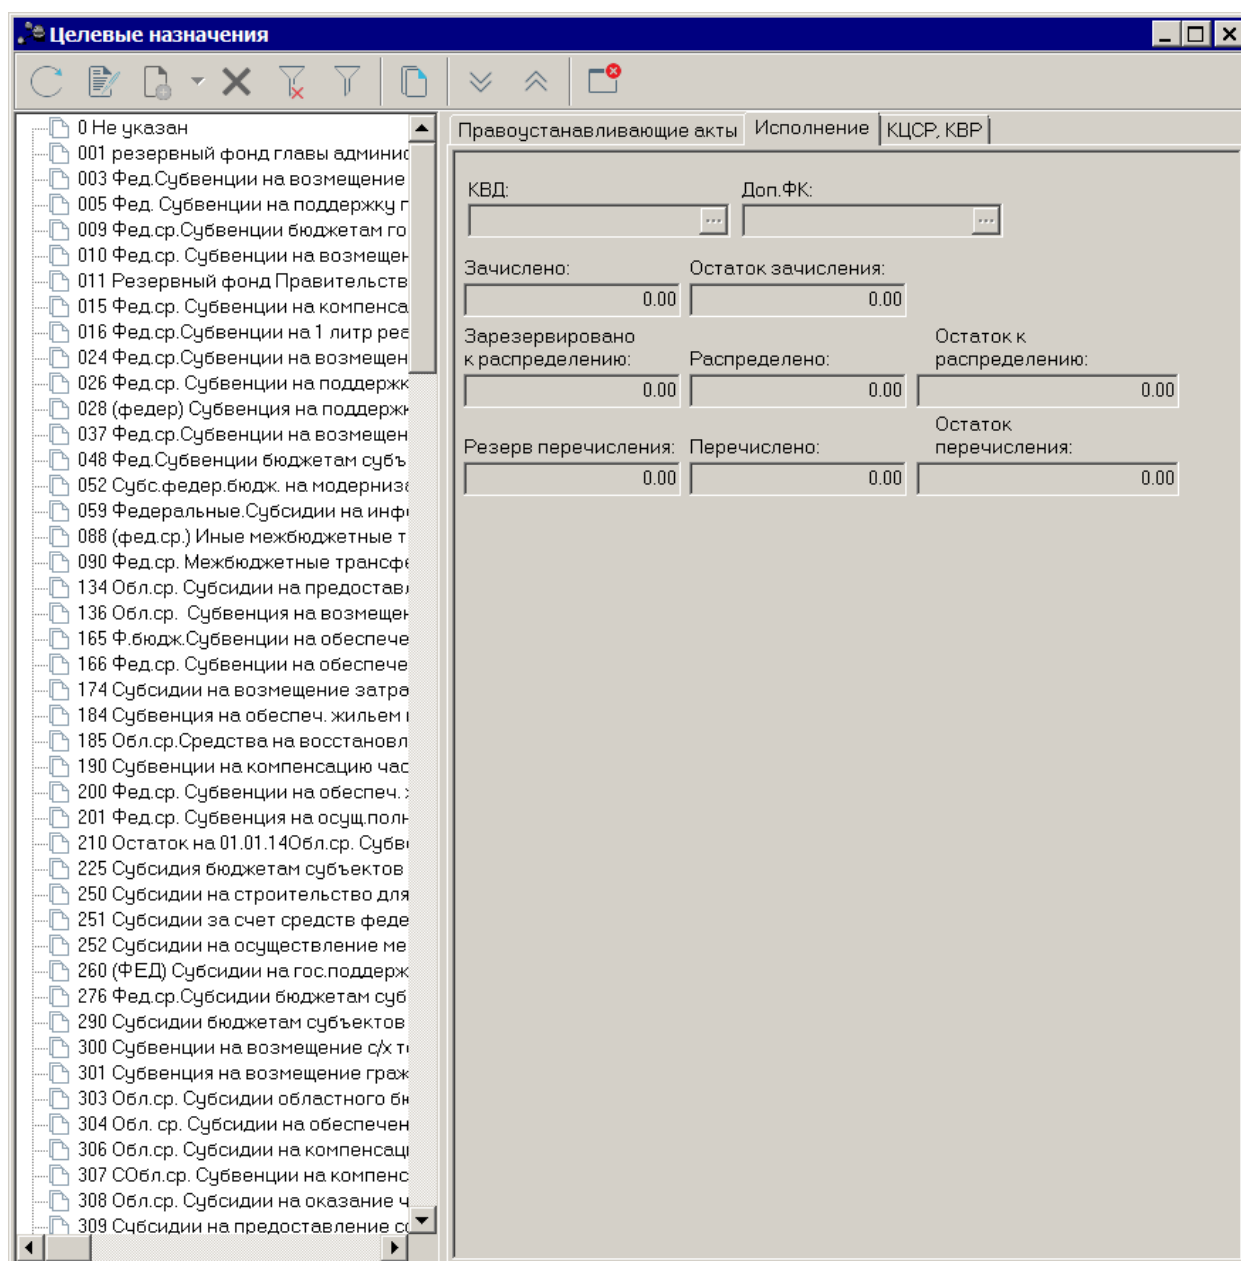 Целевые назначения
0 Не указан
001 резервный фонд главы админис
003 Фед.Субвенции на возмещение
005 Фед. Субвенции на поддержку г
009 Фед.ср.Субвенции бюджетам го
010 Фед.ср. Субвенции на возмещен
011 Резервный фонд Правительств
015 Фед.ср. Субвенции на компенса
016 Фед.ср.Субвенции на 1 литр реа
024 Фед.ср.Субвенции на возмещен
026 Фед.ср. Субвенции на поддержк
028 (федер) Субвенция на поддержк
037 Фед.ср.Субвенции на возмещен
048 Фед.Субвенции бюджетам субъ
052 Субс.федер.бюдж. на модерниза
059 Федеральные.Субсидии на инф
088 (фед.ср.) Иные межбюджетные т
090 Фед.ср. Межбюджетные трансфе
134 Обл.ср. Субсидии на предостав
136 Обл.ср.  Субвенция на возмещен
165 Ф.бюдж.Субвенции на обеспече
166 Фед.ср. Субвенции на обеспече
174 Субсидии на возмещение затра
184 Субвенция на обеспеч. жильем
185 Обл.ср.Средства на восстановл
190 Субвенции на компенсацию час
200 Фед.ср. Субвенции на обеспеч.
201 Фед.ср. Субвенция на осущ.полн
210 Остаток на 01.01.14Обл.ср. Субв
225 Субсидия бюджетам субъектов
250 Субсидии на строительство для
251 Субсидии за счет средств феде
252 Субсидии на осуществление ме
260 (ФЕД) Субсидии на гос.поддерж
276 Фед.ср.Субсидии бюджетам суб
290 Субсидии бюджетам субъектов
300 Субвенции на возмещение с/х т
301 Субвенция на возмещение граж
303 Обл.ср. Субсидии областного бю
304 Обл. ср. Субсидии на обеспечен
306 Обл.ср. Субсидии на компенсац
307 СОбл.ср. Субвенции на компенс
308 Обл.ср. Субсидии на оказание ч
309 Субсидии на предоставление со
Правоустанавливающие акты Исполнение КЦСР, КВР
КВД: Доп.ФК:
Зачислено: Остаток зачисления:
0.00 0.00
Зарезервировано
к распределению: Распределено: Остаток к
распределению:
0.00 0.00 0.00
Резерв перечисления: Перечислено: Остаток
перечисления:
0.00 0.00 0.00